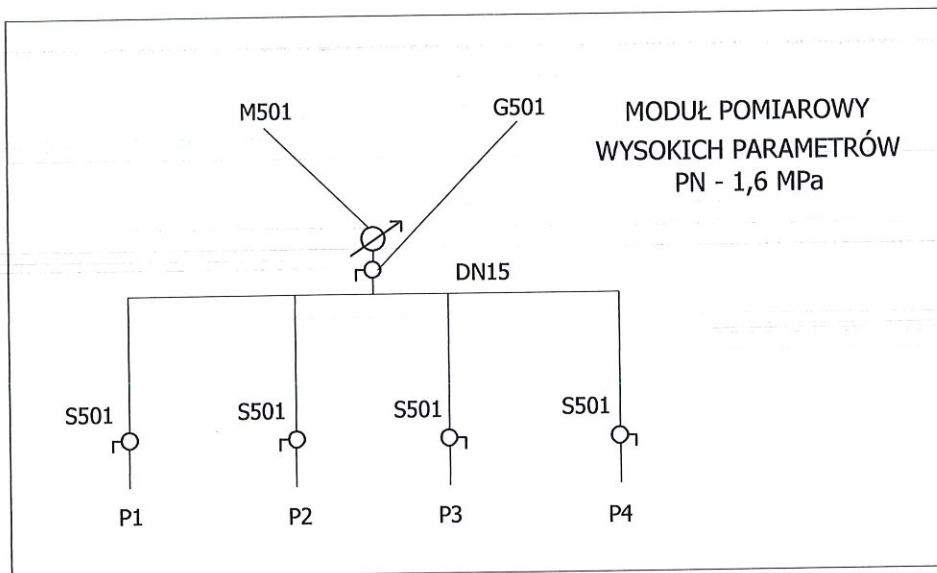 M501
G501
MODUŁ POMIAROWY
WYSOKICH PARAMETRÓW
PN - 1,6 MPa
DN15
S501
S501
S501
S501
P1
P2
P3
P4